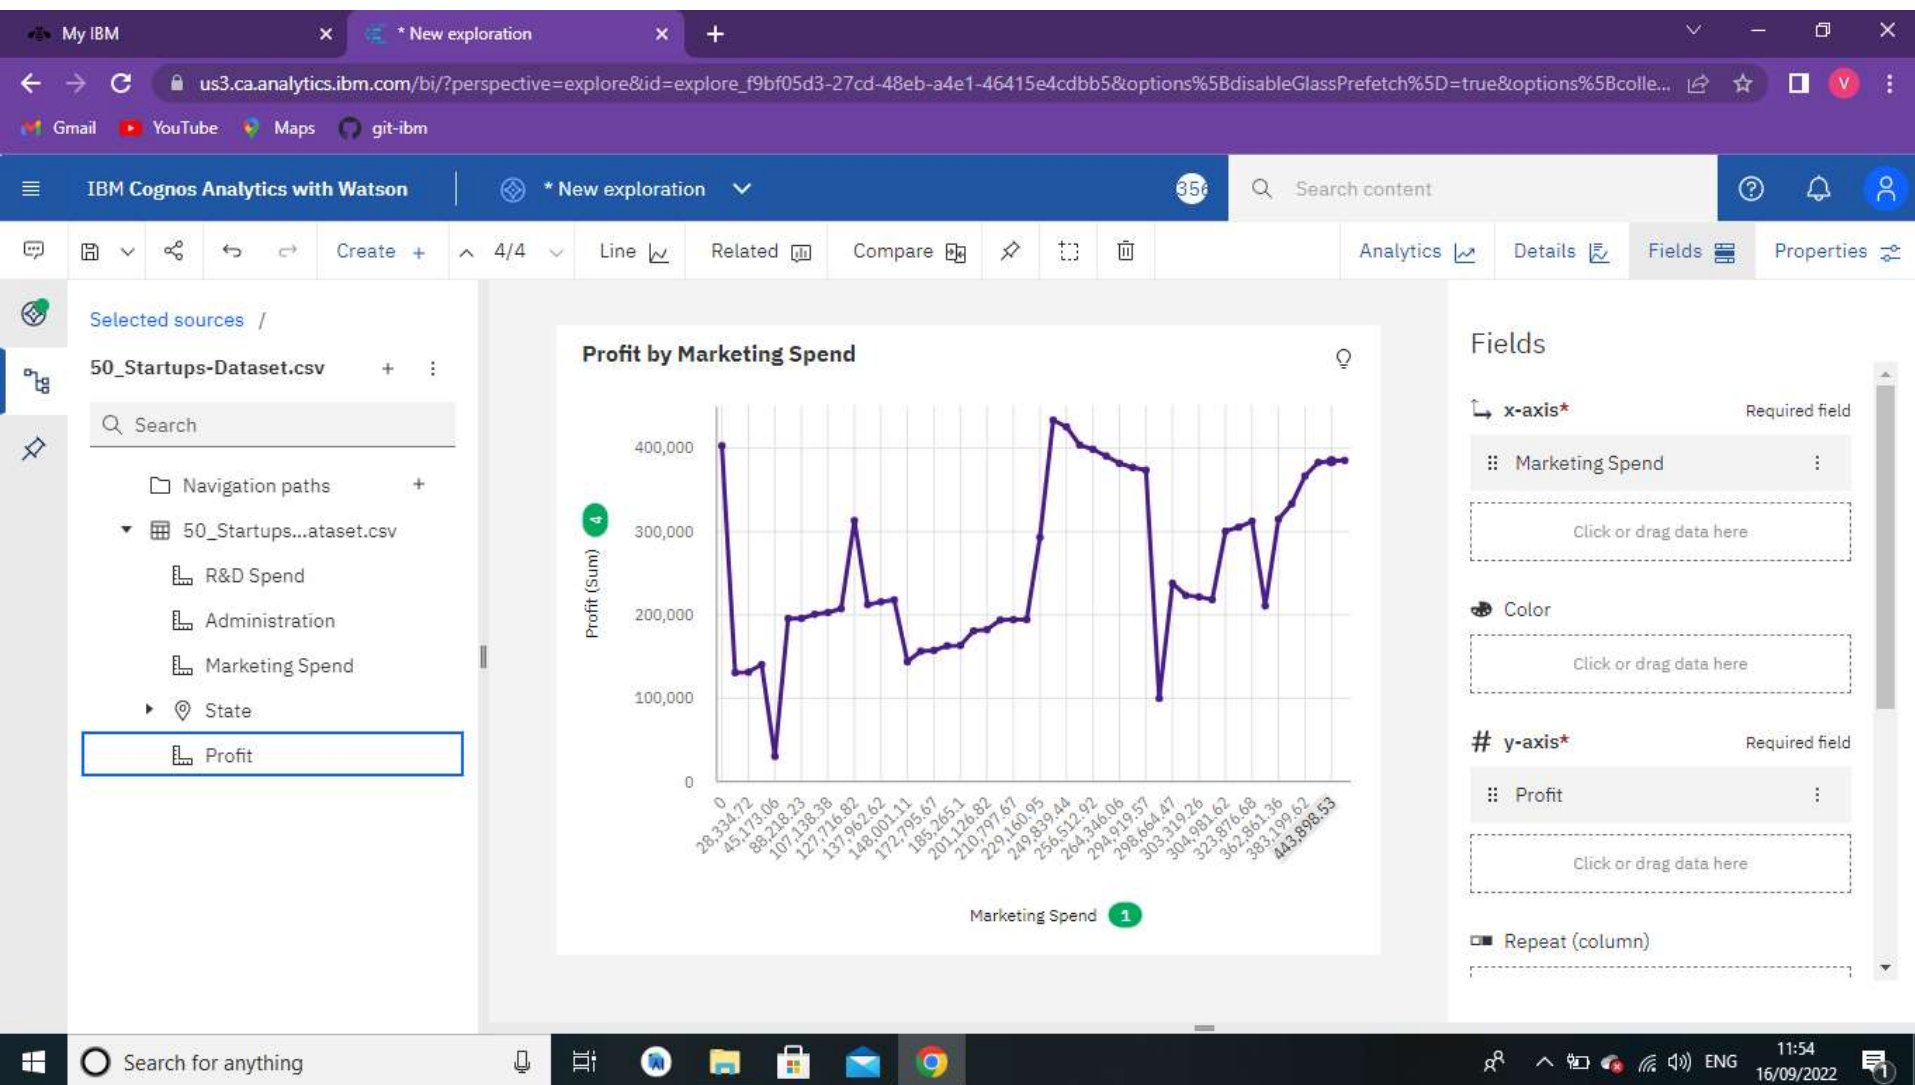 My IBM
* New exploration
us3.ca.analytics.ibm.com/bi/?perspective=explore&id=explore_f9bf05d3-27cd-48eb-a4e1-46415e4cdbb5&options%5BdisableGlassPrefetch%5D=true&options%5Bcolle...
V
Gmail YouTube Maps git-ibm
IBM Cognos Analytics with Watson
* New exploration
356
Search content
Create +
4/4
Line
Related
Compare
Analytics
Details
Fields
Properties
Selected sources /
50_Startups-Dataset.csv
Search
Navigation paths
50_Startups...ataset.csv
R&D Spend
Administration
Marketing Spend
State
Profit
Profit by Marketing Spend
400,000
300,000
200,000
100,000
0
Profit (Sum)
4
0
28,334.72
45,173.06
88,218.23
107,138.38
127,716.82
137,962.62
148,001.11
172,795.67
185,265.1
201,126.82
210,797.67
229,160.95
249,839.44
256,512.92
264,346.06
294,919.57
298,664.47
303,319.26
304,981.62
323,876.68
362,861.36
383,199.62
443,898.53
Marketing Spend 1
Fields
x-axis* Required field
Marketing Spend
Click or drag data here
Color
Click or drag data here
# y-axis* Required field
Profit
Click or drag data here
Repeat (column)
Search for anything
ENG
11:54
16/09/2022
1